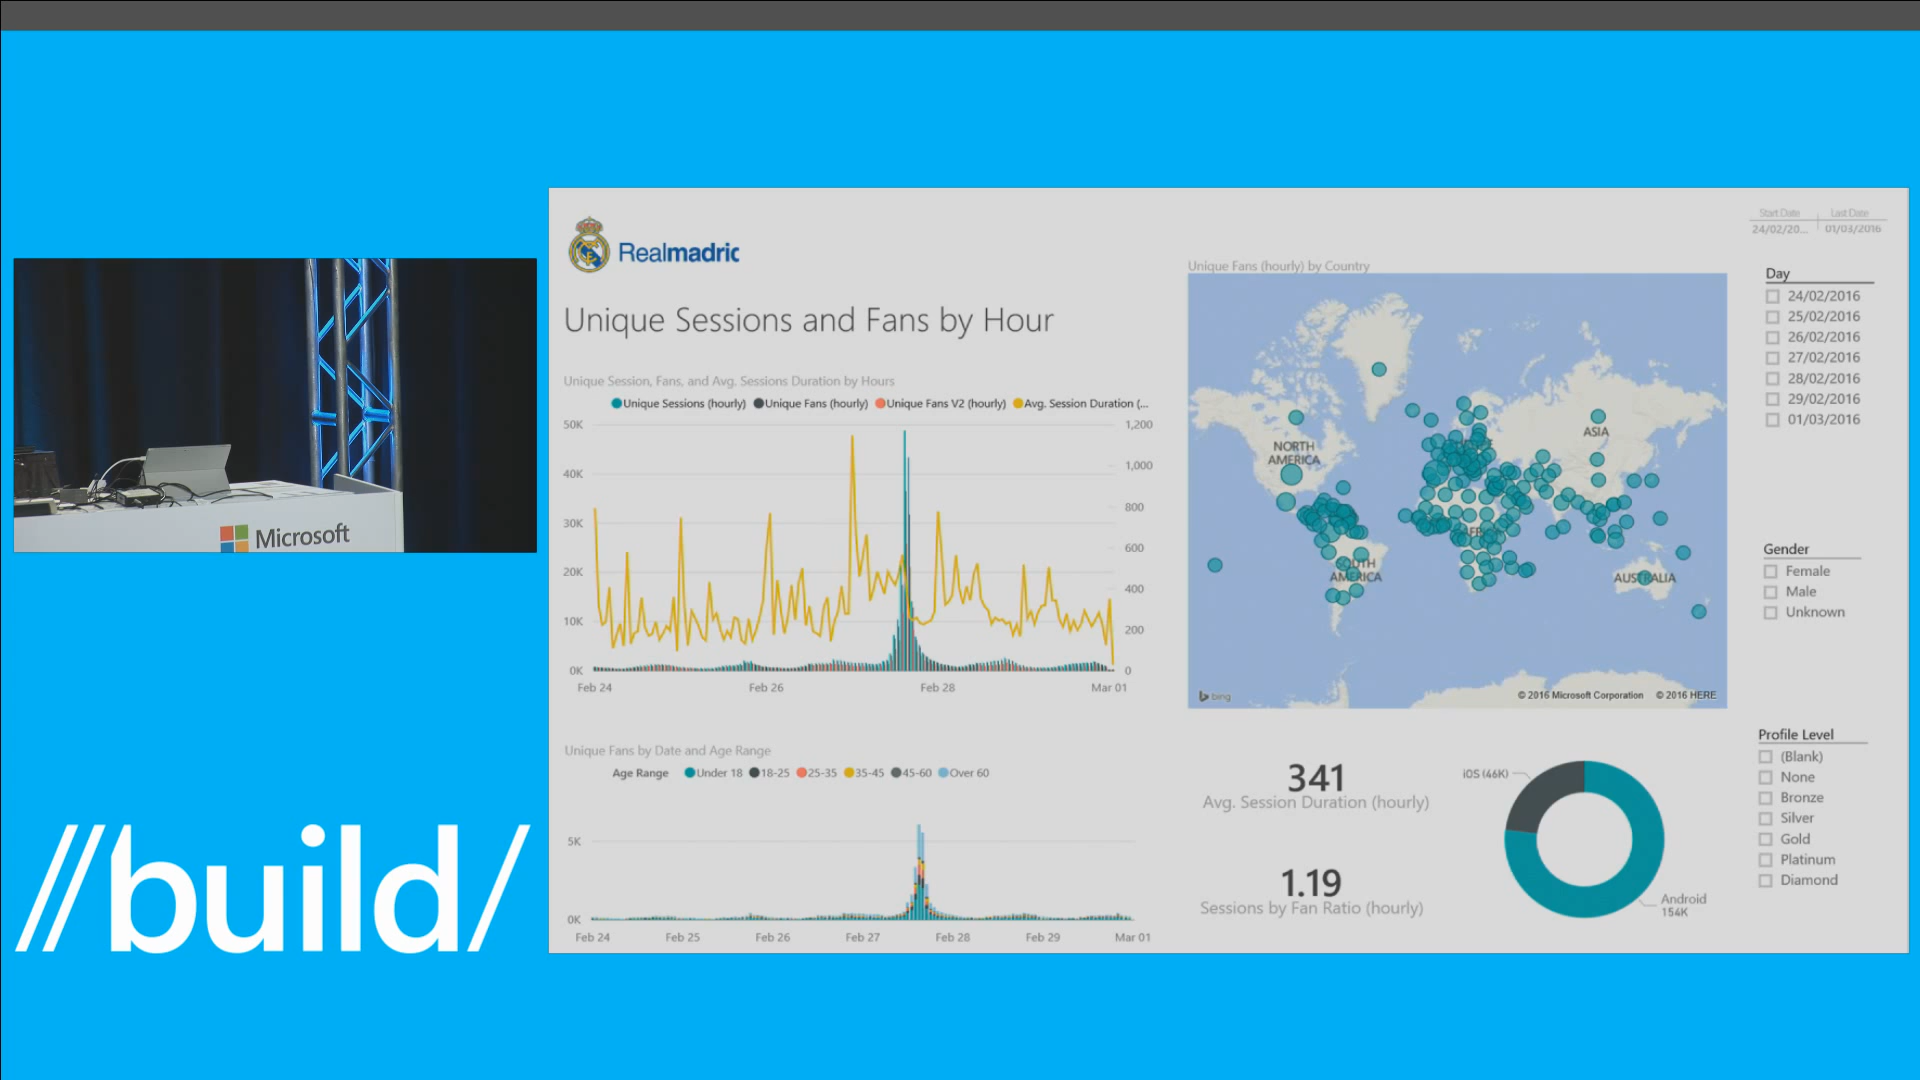 Microsoft
//build/
Realmadric
Unique Sessions and Fans by Hour
Unique Session, Fans, and Avg. Sessions Duration by Hours
Unique Sessions (hourly) Unique Fans (hourly) Unique Fans V2 (hourly) Avg. Session Duration (...
50K 1,200
40K 1,000
30K 800
600
20K 400
10K 200
0K 0
Feb 24 Feb 26 Feb 28 Mar 01
Unique Fans by Date and Age Range
Age Range Under 18 18-25 25-35 35-45 45-60 Over 60
5K
0K
Feb 24 Feb 25 Feb 26 Feb 27 Feb 28 Feb 29 Mar 01
Unique Fans (hourly) by Country
NORTH
AMERICA
ASIA
SOUTH
AMERICA
AUSTRALIA
bing
© 2016 Microsoft Corporation © 2016 HERE
341
Avg. Session Duration (hourly)
1.19
Sessions by Fan Ratio (hourly)
iOS (46K)
Android
154K
Start Date Last Date
24/02/20... 01/03/2016
Day
24/02/2016
25/02/2016
26/02/2016
27/02/2016
28/02/2016
29/02/2016
01/03/2016
Gender
Female
Male
Unknown
Profile Level
(Blank)
None
Bronze
Silver
Gold
Platinum
Diamond